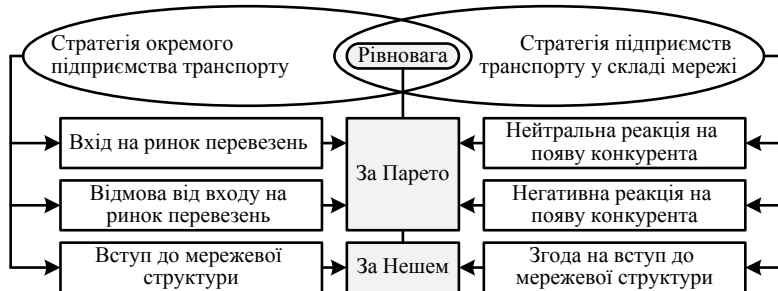 Стратегія окремого
підприємства транспорту
Рівновага
Стратегія підприємств
транспорту у складі мережі
Вхід на ринок перевезень
За Парето
Нейтральна реакція на
появу конкурента
Відмова від входу на
ринок перевезень
Негативна реакція на
появу конкурента
Вступ до мережевої
структури
За Нешем
Згода на вступ до
мережевої структури